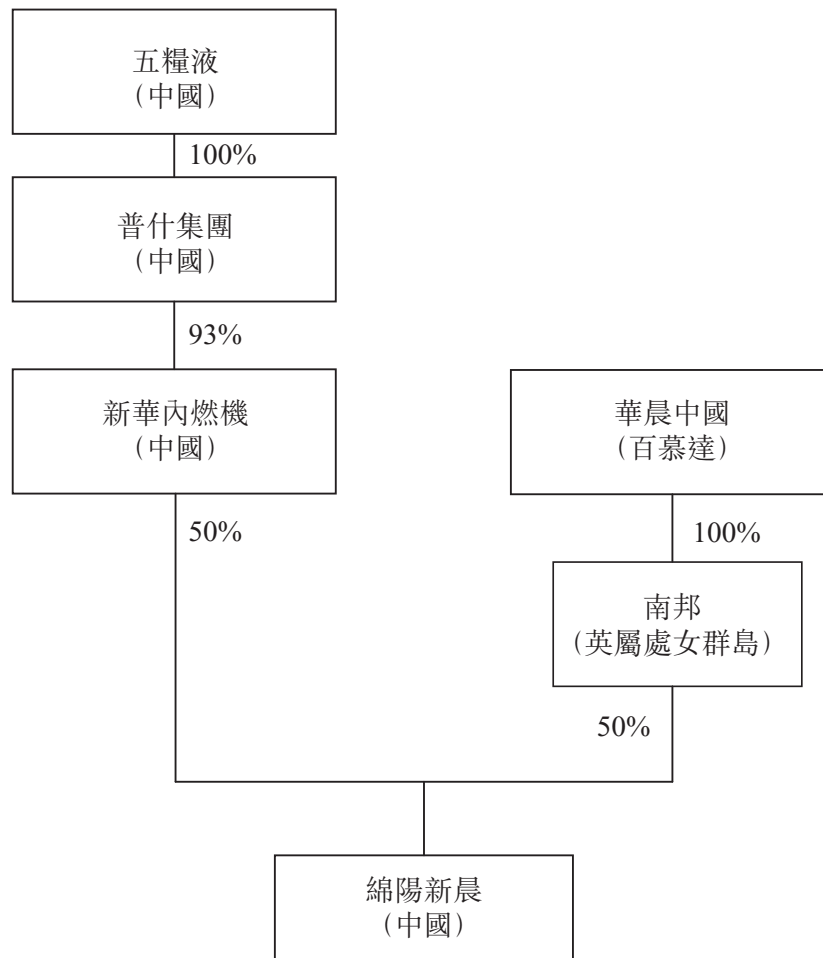 五糧液
（中國）
100%
普什集團
（中國）
93%
新華內燃機
（中國）
華晨中國
（百慕達）
50%
100%
南邦
（英屬處女群島）
50%
綿陽新晨
（中國）